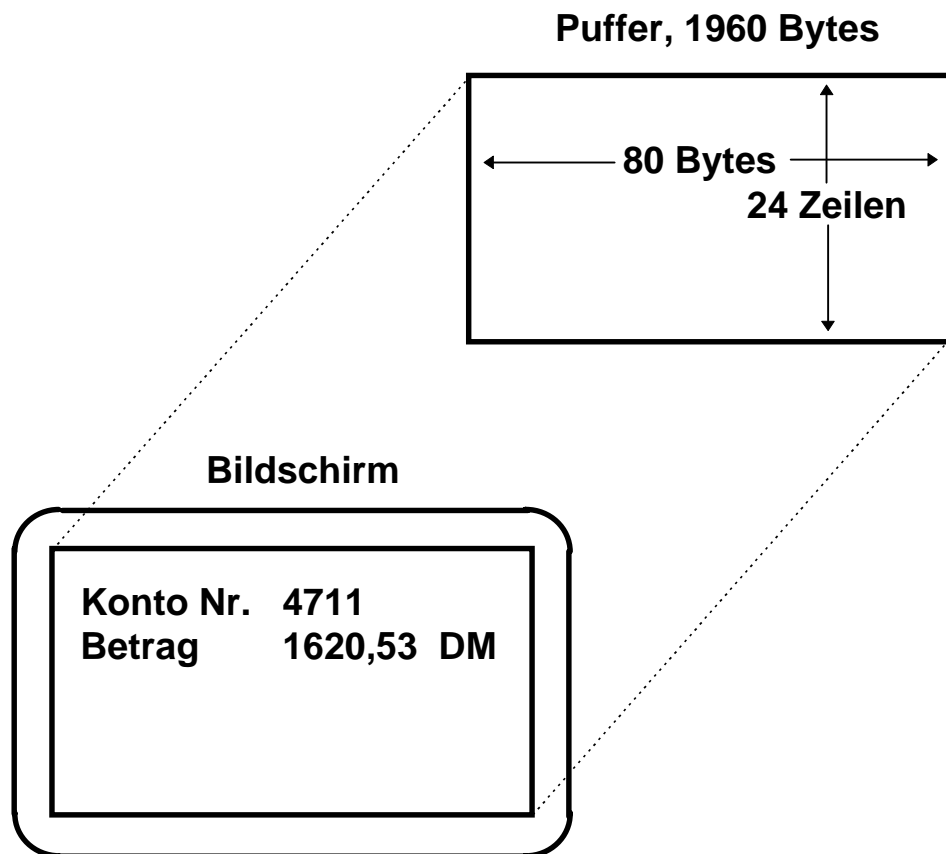 Puffer, 1960 Bytes
80 Bytes
24 Zeilen
Bildschirm
Konto Nr. 4711
Betrag 1620,53 DM